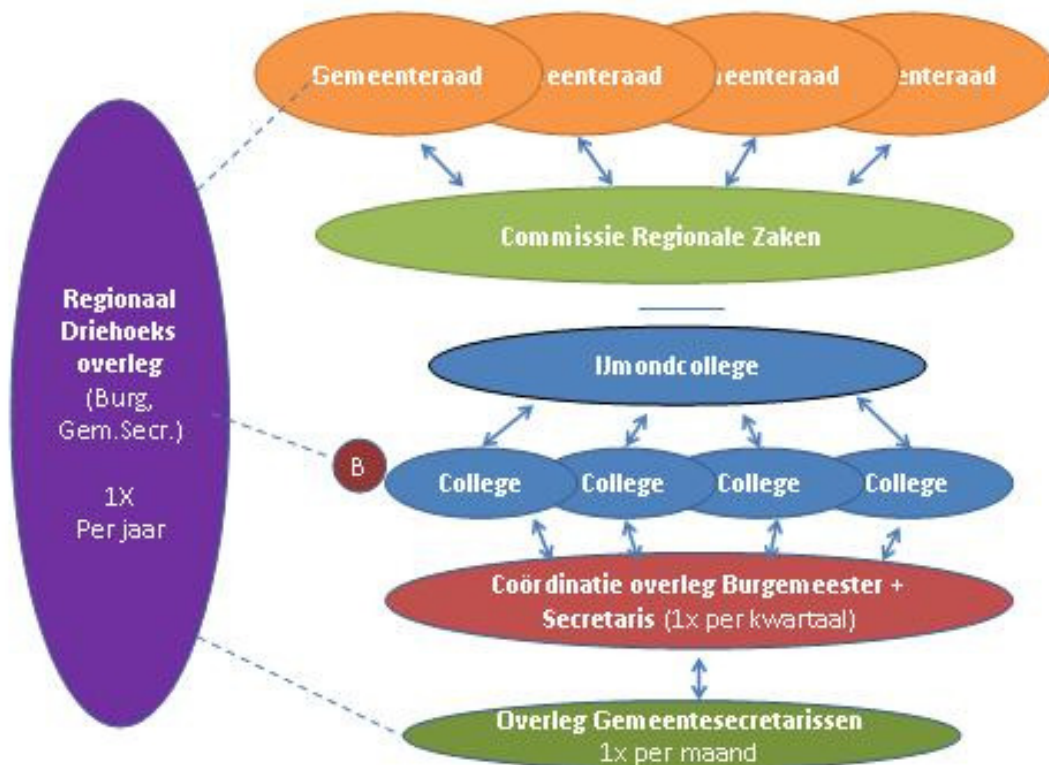 Gemeenteraad
eenteraad
eenteraad
enteraad
Commissie Regionale Zaken
Regionaal
Driehoeks
overleg
(Burg,
Gem.Secr.)
1X
Per jaar
IJmondcollege
B
College
College
College
College
Coördinatie overleg Burgemeester +
Secretaris (1x per kwartaal)
Overleg Gemeentesecretarissen
1x per maand